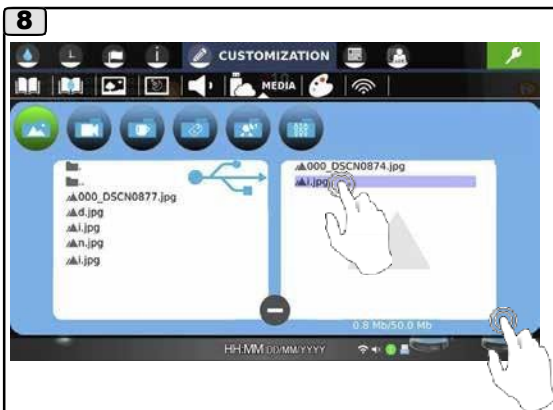 8
CUSTOMIZATION
MEDIA
.
..
000_DSCN0877.jpg
d.jpg
i.jpg
n.jpg
i.jpg
000_DSCN0874.jpg
i.jpg
0.8 Mb/50.0 Mb
HH:MM DD/MM/YYYY